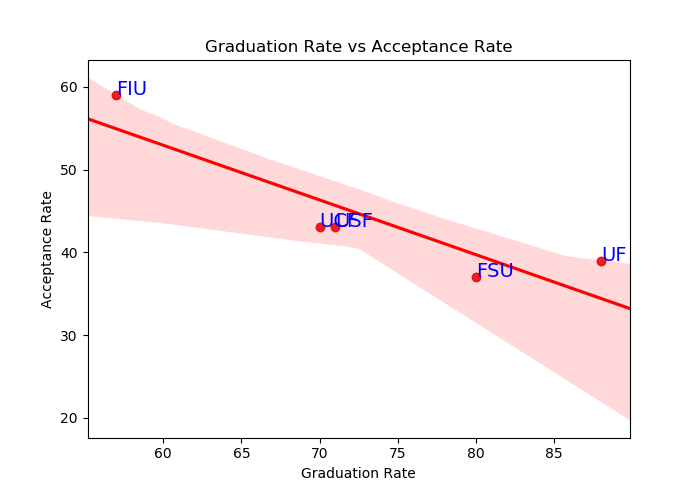 Graduation Rate vs Acceptance Rate
Acceptance Rate
60
50
40
30
20
FIU
UCF
USF
FSU
UF
60 65 70 75 80 85
Graduation Rate